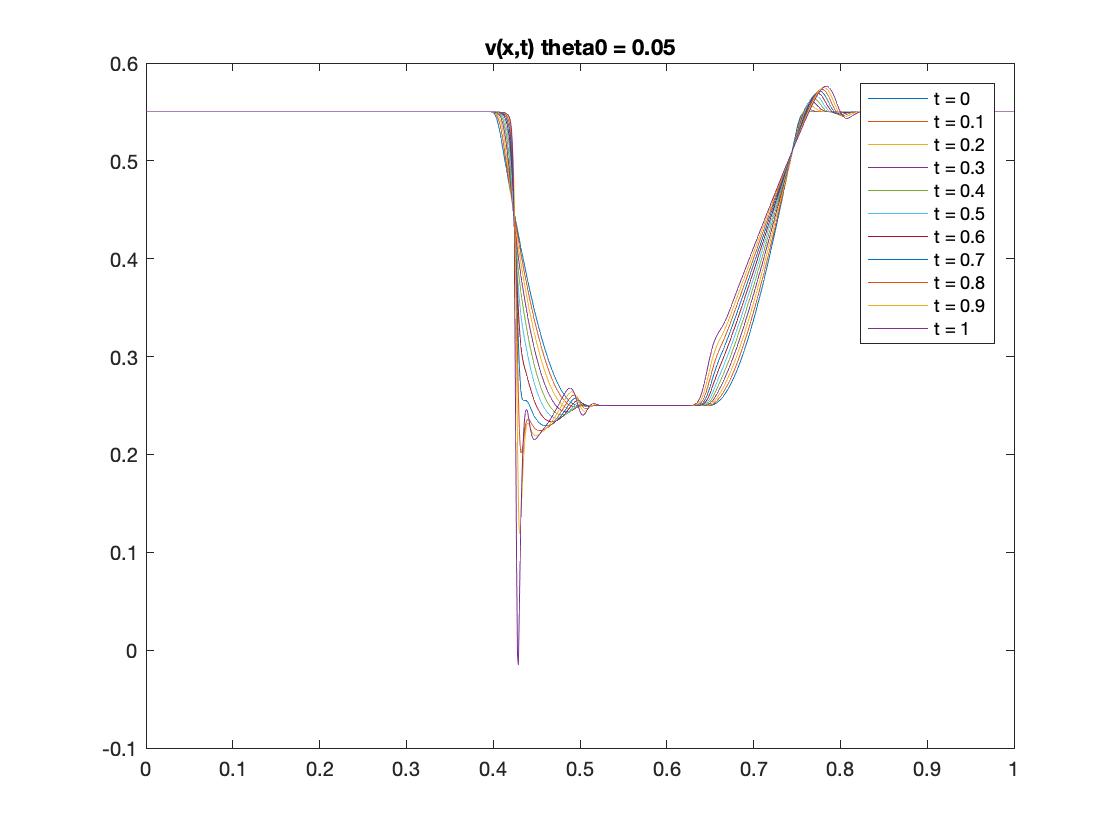 v(x,t) theta0 = 0.05
0.6
0.5
0.4
0.3
0.2
0.1
0
-0.1
t = 0
t = 0.1
t = 0.2
t = 0.3
t = 0.4
t = 0.5
t = 0.6
t = 0.7
t = 0.8
t = 0.9
t = 1
0 0.1 0.2 0.3 0.4 0.5 0.6 0.7 0.8 0.9 1